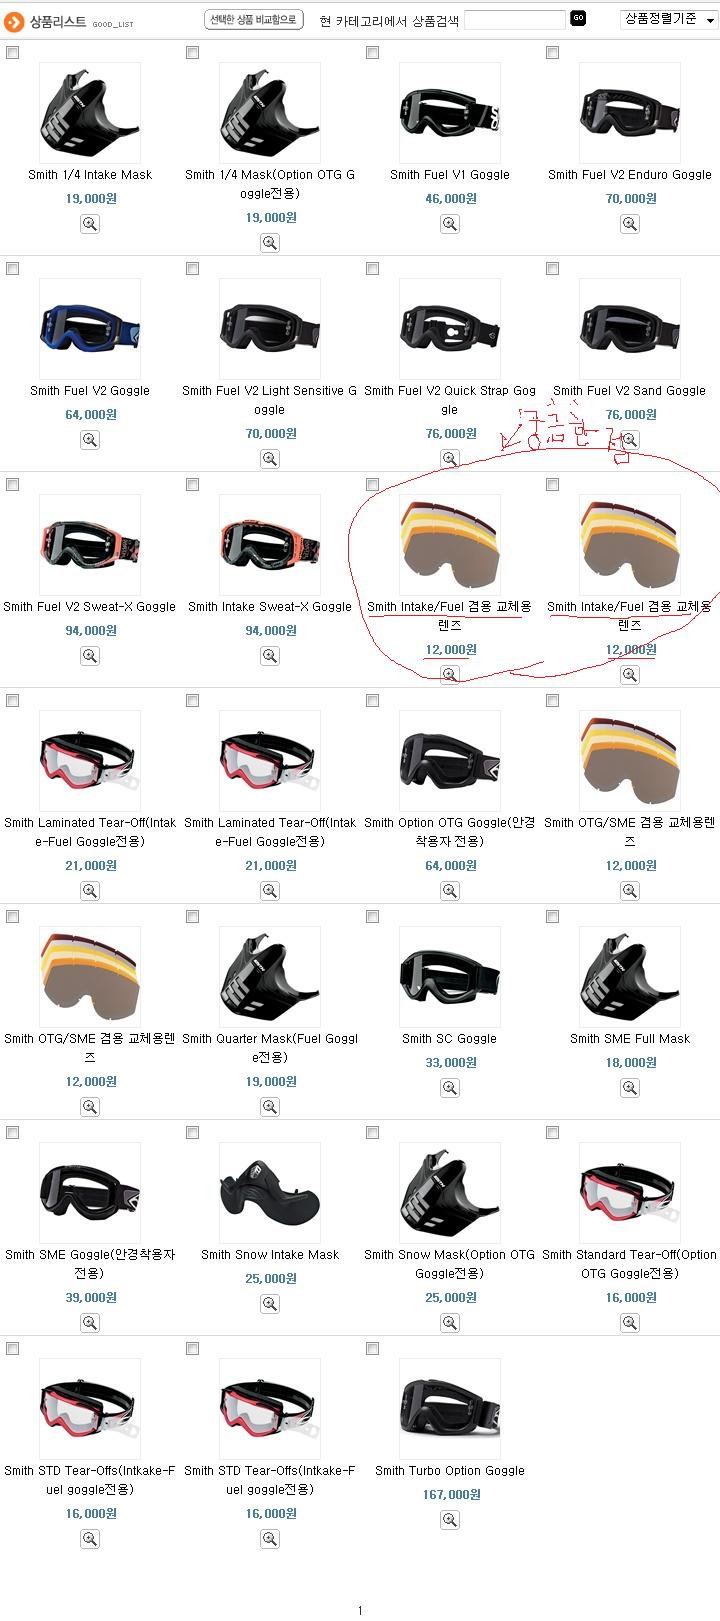 상품리스트 GOOD_LIST
선택한 상품 비교함으로
현 카테고리에서 상품검색
GO
상품정렬기준
Smith 1/4 Intake Mask
19,000원
Smith 1/4 Mask(Option OTG G
oggle전용)
19,000원
Smith Fuel V1 Goggle
46,000원
Smith Fuel V2 Enduro Goggle
70,000원
Smith Fuel V2 Goggle
64,000원
Smith Fuel V2 Light Sensitive G
oggle
70,000원
Smith Fuel V2 Quick Strap Gog
gle
76,000원
Smith Fuel V2 Sand Goggle
76,000원
궁금한 점
Smith Fuel V2 Sweat-X Goggle
94,000원
Smith Intake Sweat-X Goggle
94,000원
Smith Intake/Fuel 겸용 교체용
렌즈
12,000원
Smith Intake/Fuel 겸용 교체용
렌즈
12,000원
Smith Laminated Tear-Off(Intak
e-Fuel Goggle전용)
21,000원
Smith Laminated Tear-Off(Intak
e-Fuel Goggle전용)
21,000원
Smith Option OTG Goggle(안경
착용자 전용)
64,000원
Smith OTG/SME 겸용 교체용렌
즈
12,000원
Smith OTG/SME 겸용 교체용렌
즈
12,000원
Smith Quarter Mask(Fuel Goggl
e전용)
19,000원
Smith SC Goggle
33,000원
Smith SME Full Mask
18,000원
Smith SME Goggle(안경착용자
전용)
39,000원
Smith Snow Intake Mask
25,000원
Smith Snow Mask(Option OTG
Goggle전용)
25,000원
Smith Standard Tear-Off(Option
OTG Goggle전용)
16,000원
Smith STD Tear-Offs(Intkake-F
uel goggle전용)
16,000원
Smith STD Tear-Offs(Intkake-F
uel goggle전용)
16,000원
Smith Turbo Option Goggle
167,000원
1